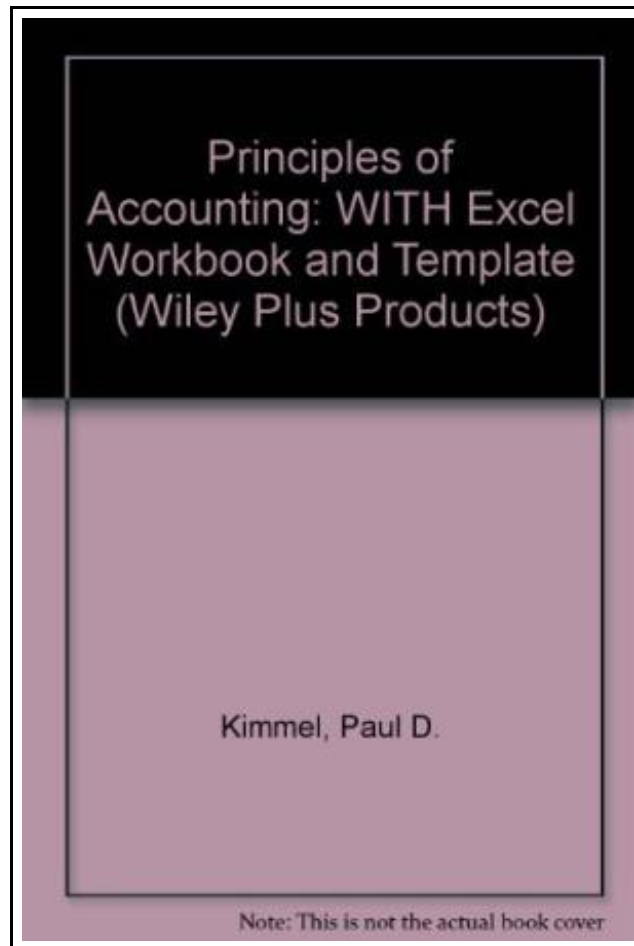 Principles of
Accounting: WITH Excel
Workbook and Template
(Wiley Plus Products)
Kimmel, Paul D.
Note: This is not the actual book cover